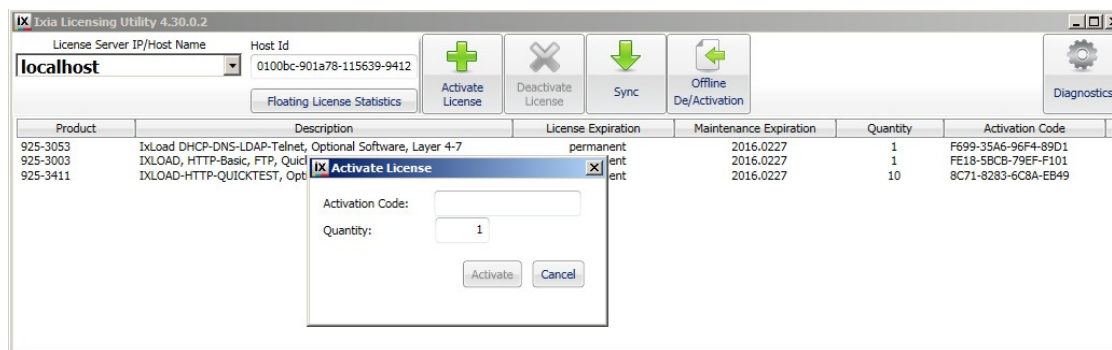 IX Ixia Licensing Utility 4.30.0.2
License Server IP/Host Name
Host Id
localhost
0100bc-901a78-115639-9412
Floating License Statistics
Activate
License
Deactivate
License
Sync
Offline
De/Activation
Diagnostics
Product Description License Expiration Maintenance Expiration Quantity Activation Code
925-3053 IxLoad DHCP-DNS-LDAP-Telnet, Optional Software, Layer 4-7 permanent 2016.0227 1 F699-35A6-96F4-89D1
925-3003 IXLOAD, HTTP-Basic, FTP, 2016.0227 1 FE18-5BCB-79EF-F101
925-3411 IXLOAD-HTTP-QUICKTEST, 2016.0227 10 8C71-8283-6C8A-EB49
IX Activate License
Activation Code:
Quantity: 1
Activate Cancel